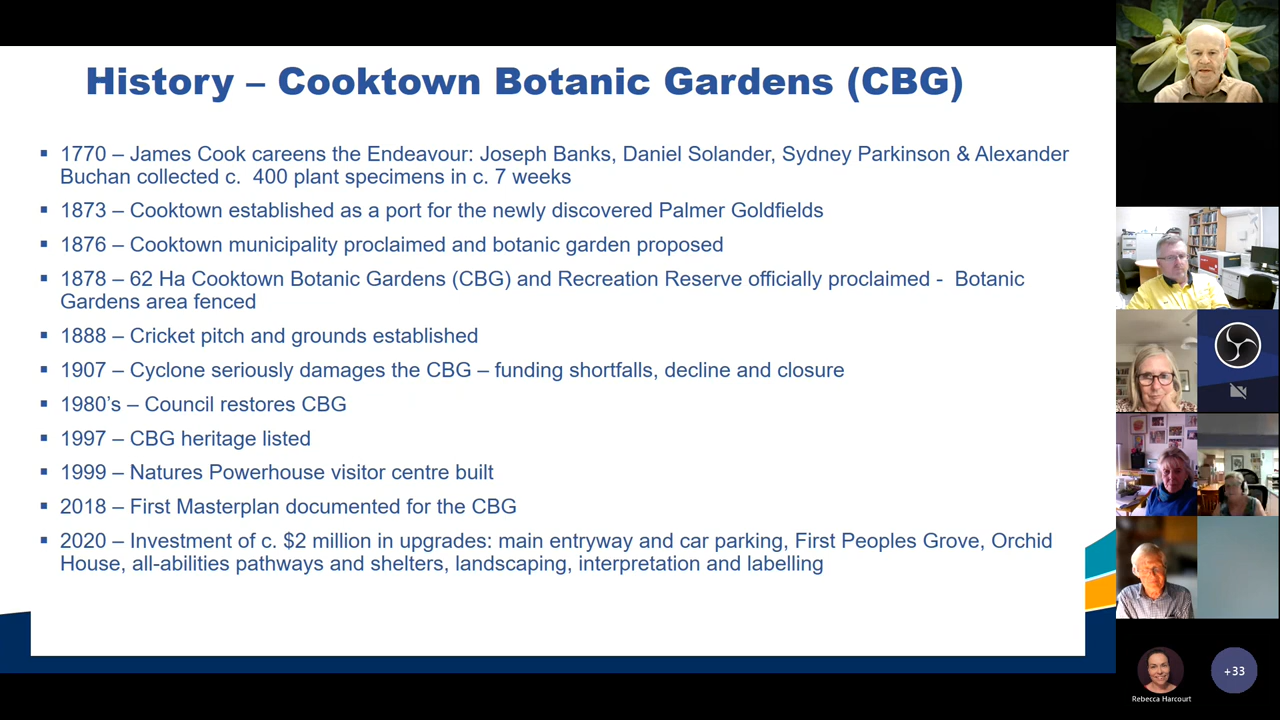 History – Cooktown Botanic Gardens (CBG)
▪ 1770 – James Cook careens the Endeavour: Joseph Banks, Daniel Solander, Sydney Parkinson & Alexander
Buchan collected c.  400 plant specimens in c. 7 weeks
▪ 1873 – Cooktown established as a port for the newly discovered Palmer Goldfields
▪ 1876 – Cooktown municipality proclaimed and botanic garden proposed
▪ 1878 – 62 Ha Cooktown Botanic Gardens (CBG) and Recreation Reserve officially proclaimed -  Botanic
Gardens area fenced
▪ 1888 – Cricket pitch and grounds established
▪ 1907 – Cyclone seriously damages the CBG – funding shortfalls, decline and closure
▪ 1980’s – Council restores CBG
▪ 1997 – CBG heritage listed
▪ 1999 – Natures Powerhouse visitor centre built
▪ 2018 – First Masterplan documented for the CBG
▪ 2020 – Investment of c. $2 million in upgrades: main entryway and car parking, First Peoples Grove, Orchid
House, all-abilities pathways and shelters, landscaping, interpretation and labelling
+33
Rebecca Harcourt